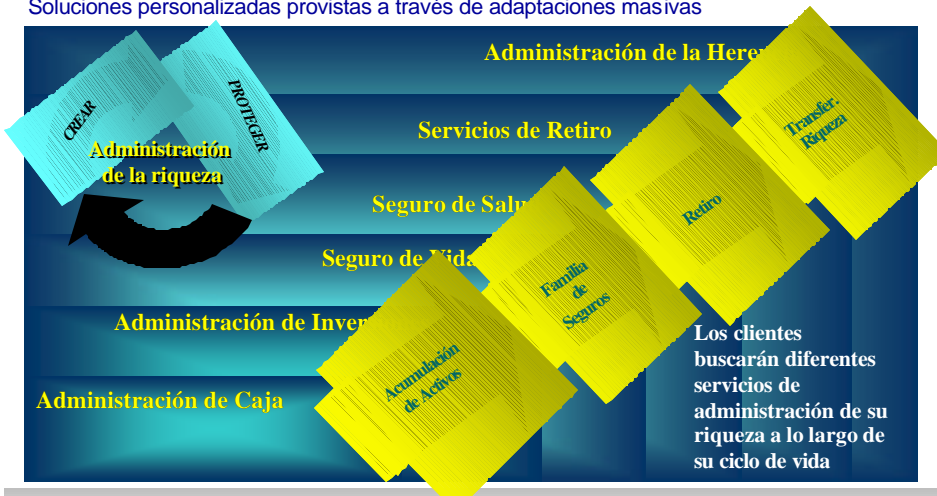 Soluciones personalizadas provistas a través de adaptaciones masivas
Administración de la Heren
CREAR
PROTEGER
Administración
de la riqueza
Transfer.
Riqueza
Servicios de Retiro
Retiro
Seguro de Salu
Seguro de Vida
Familia
de
Seguros
Administración de Inver
Acumulación
de Activos
Administración de Caja
Los clientes
buscarán diferentes
servicios de
administración de su
riqueza a lo largo de
su ciclo de vida